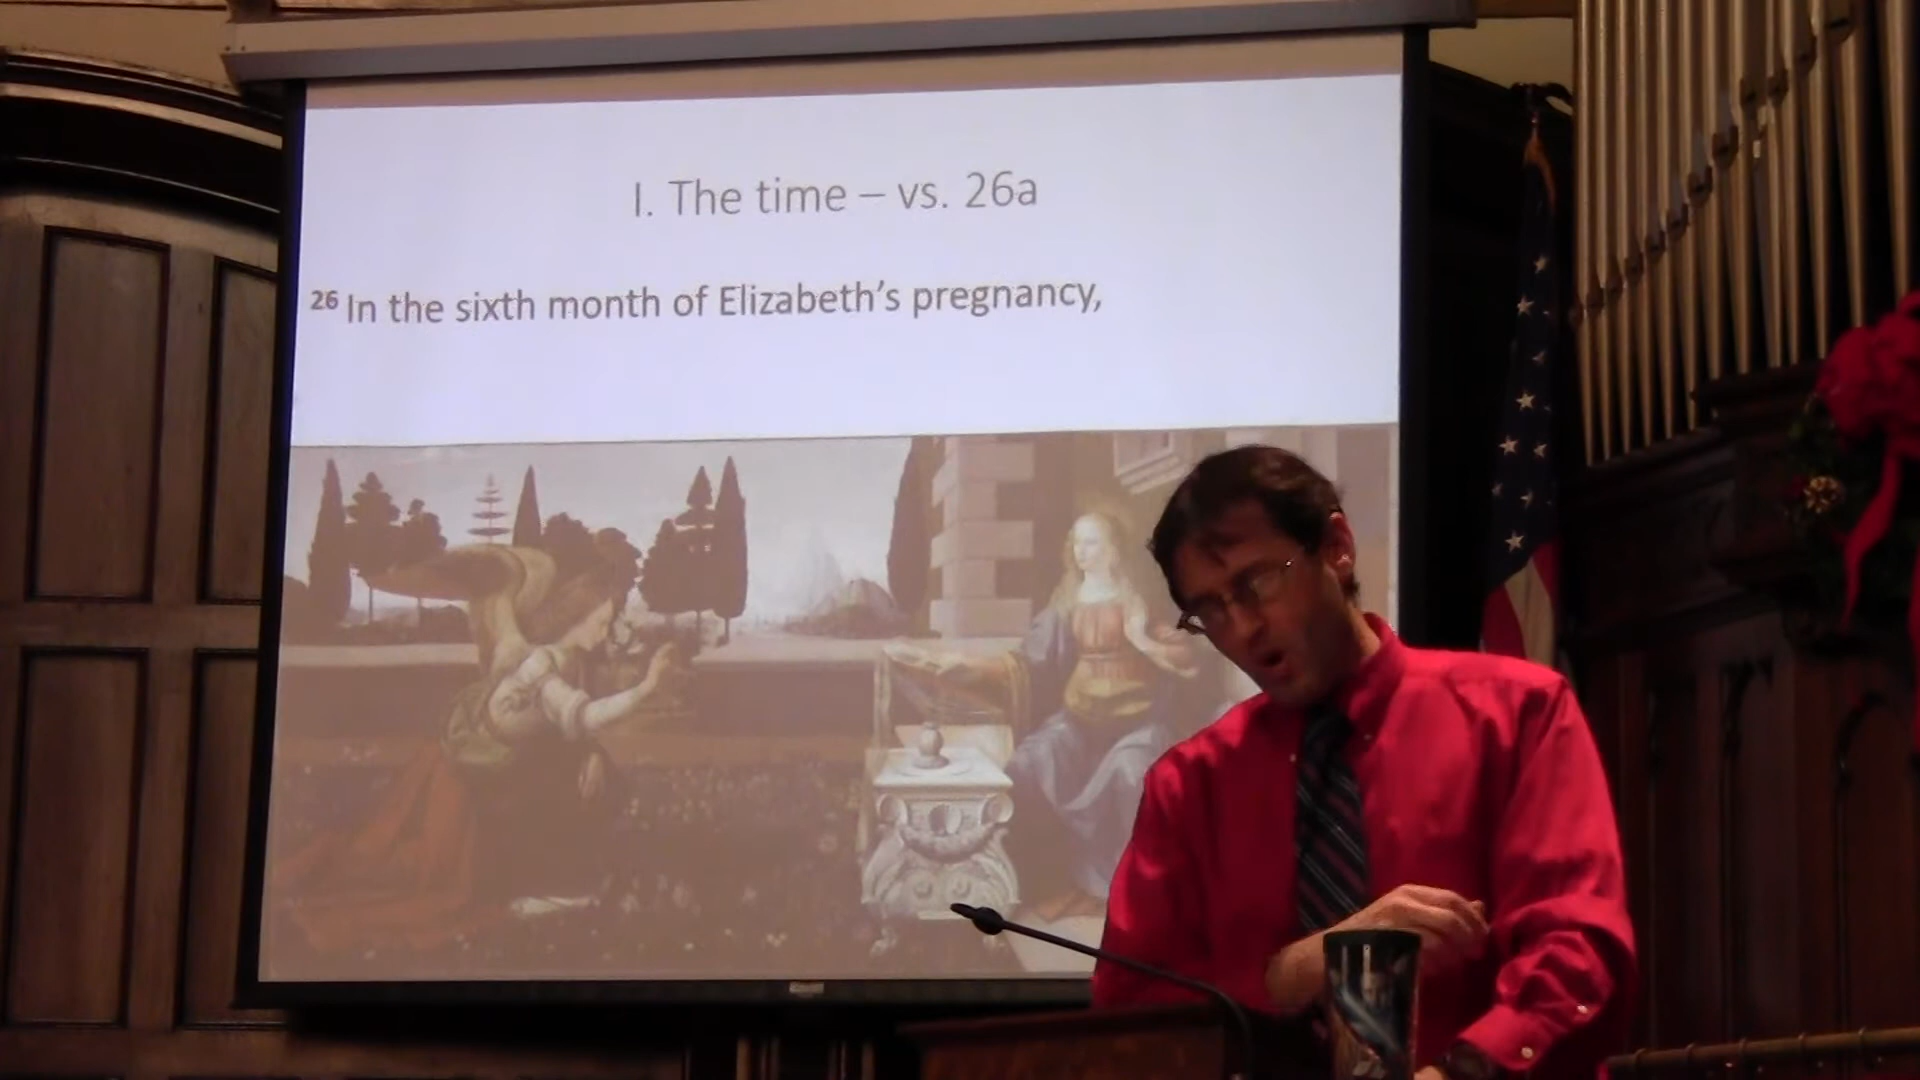 I. The time – vs. 26a
26 In the sixth month of Elizabeth’s pregnancy,